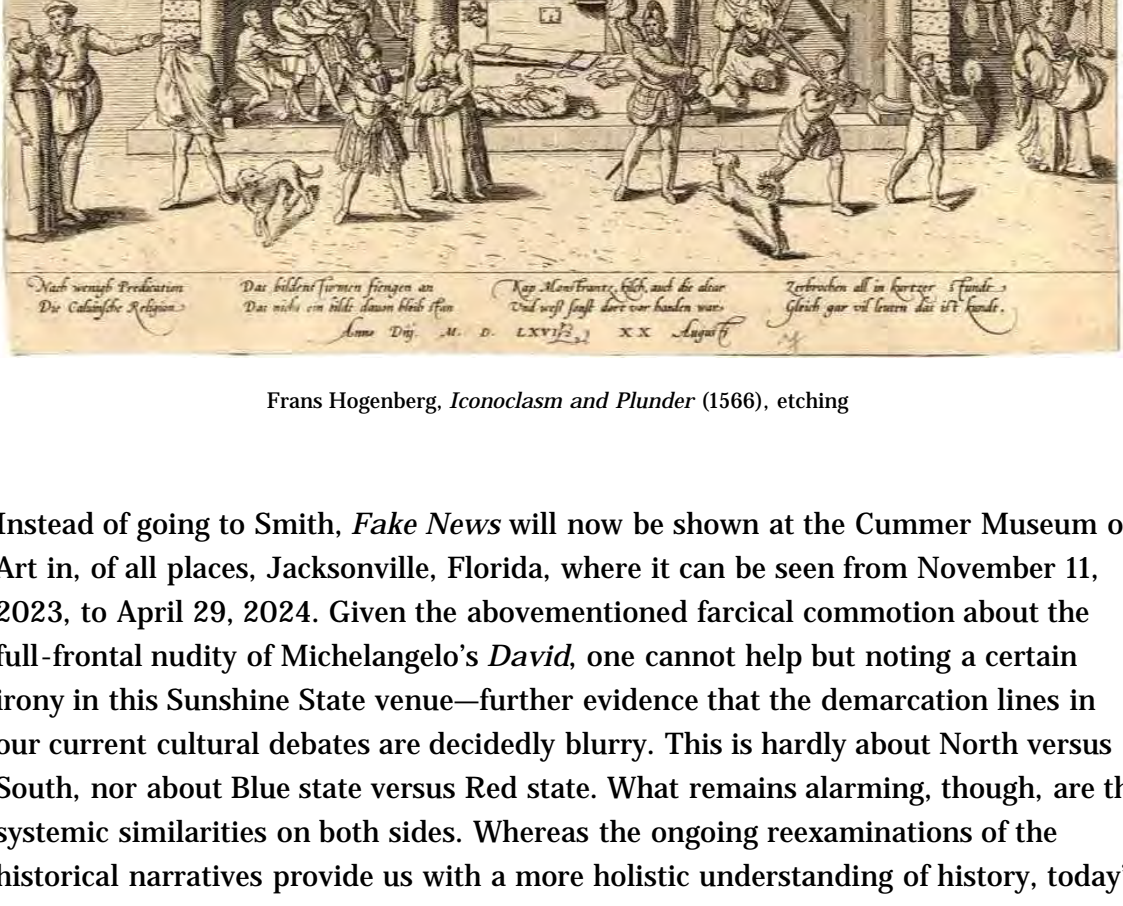 Nach wenigh Predication
Die Calvinsche Religion
Das bildens sturmen fiengen an
Das nicht ein bildt davon bleib stan
Kap Monstrantz, kilch, auch die altar
Und wess sonst dort vor handen war
Zerbrochen all in kurtzer stundt
Gleich gar vil leuten das ist kundt.
Anno M. D. LXVI XX Augusti
Frans Hogenberg, Iconoclasm and Plunder (1566), etching
Instead of going to Smith, Fake News will now be shown at the Cummer Museum o
Art in, of all places, Jacksonville, Florida, where it can be seen from November 11,
2023, to April 29, 2024. Given the abovementioned farcical commotion about the
full-frontal nudity of Michelangelo’s David, one cannot help but noting a certain
irony in this Sunshine State venue—further evidence that the demarcation lines in
our current cultural debates are decidedly blurry. This is hardly about North versus
South, nor about Blue state versus Red state. What remains alarming, though, are th
systemic similarities on both sides. Whereas the ongoing reexaminations of the
historical narratives provide us with a more holistic understanding of history, today’